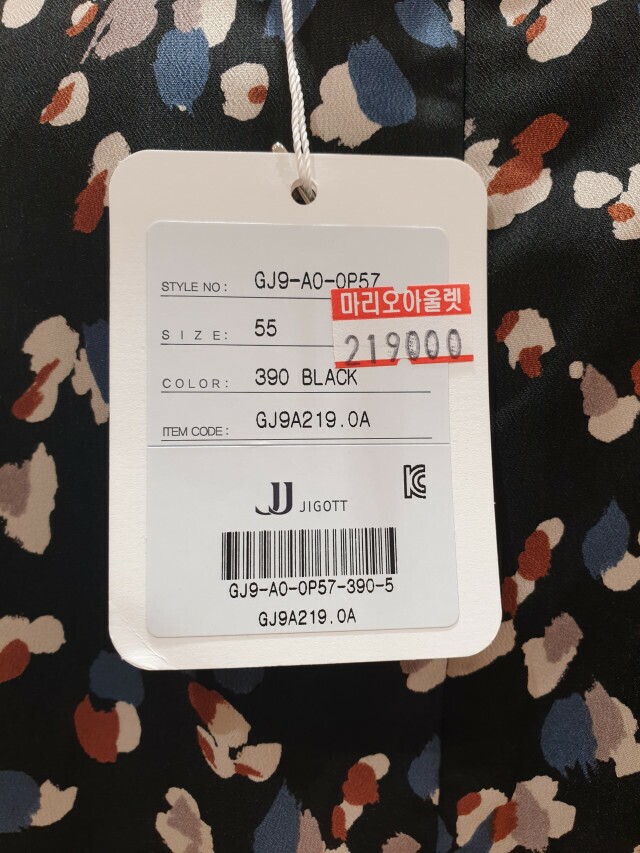 STYLE NO: GJ9-A0-0P57
마리오아울렛
SIZE: 55
219000
COLOR: 390 BLACK
ITEM CODE: GJ9A219.0A
JJ JIGOTT
GJ9-A0-0P57-390-5
GJ9A219.0A